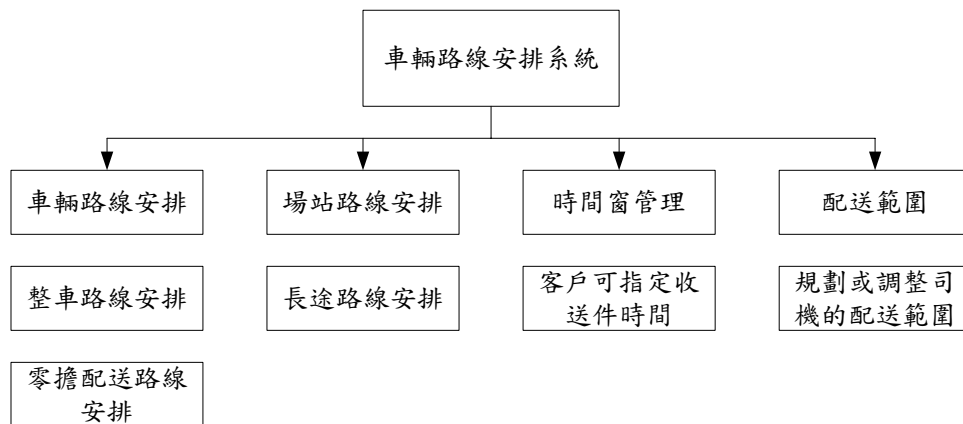 車輛路線安排系統
車輛路線安排
場站路線安排
時間窗管理
配送範圍
整車路線安排
長途路線安排
客戶可指定收
送件時間
規劃或調整司
機的配送範圍
零擔配送路線
安排